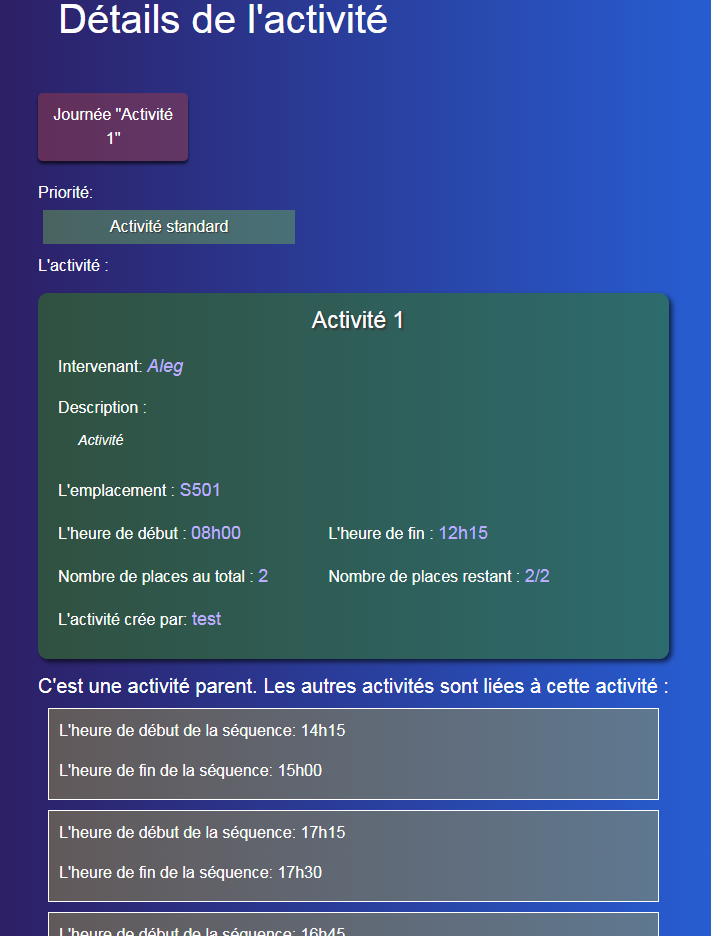 Détails de l'activité
Journée "Activité
1"
Priorité:
Activité standard
L'activité :
Activité 1
Intervenant: Aleg
Description :
Activité
L'emplacement : S501
L'heure de début : 08h00 L'heure de fin : 12h15
Nombre de places au total : 2 Nombre de places restant : 2/2
L'activité crée par: test
C'est une activité parent. Les autres activités sont liées à cette activité :
L'heure de début de la séquence: 14h15
L'heure de fin de la séquence: 15h00
L'heure de début de la séquence: 17h15
L'heure de fin de la séquence: 17h30
L'heure de début de la séquence: 16h45